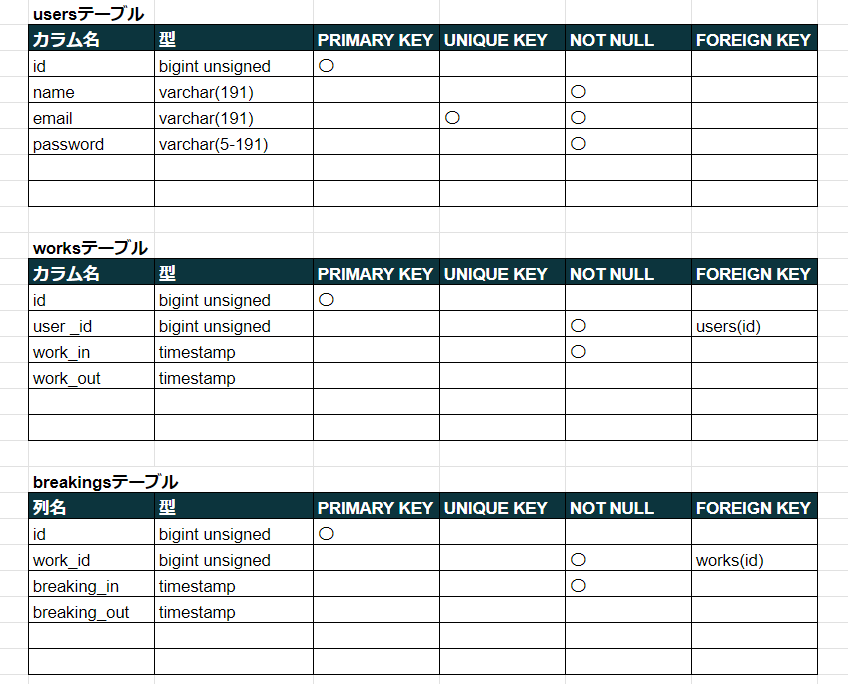 usersテーブル
カラム名 型 PRIMARY KEY UNIQUE KEY NOT NULL FOREIGN KEY
id bigint unsigned ○
name varchar(191) ○
email varchar(191) ○ ○
password varchar(5-191) ○
worksテーブル
カラム名 型 PRIMARY KEY UNIQUE KEY NOT NULL FOREIGN KEY
id bigint unsigned ○
user _id bigint unsigned ○ users(id)
work_in timestamp ○
work_out timestamp
breakingsテーブル
列名 型 PRIMARY KEY UNIQUE KEY NOT NULL FOREIGN KEY
id bigint unsigned ○
work_id bigint unsigned ○ works(id)
breaking_in timestamp ○
breaking_out timestamp